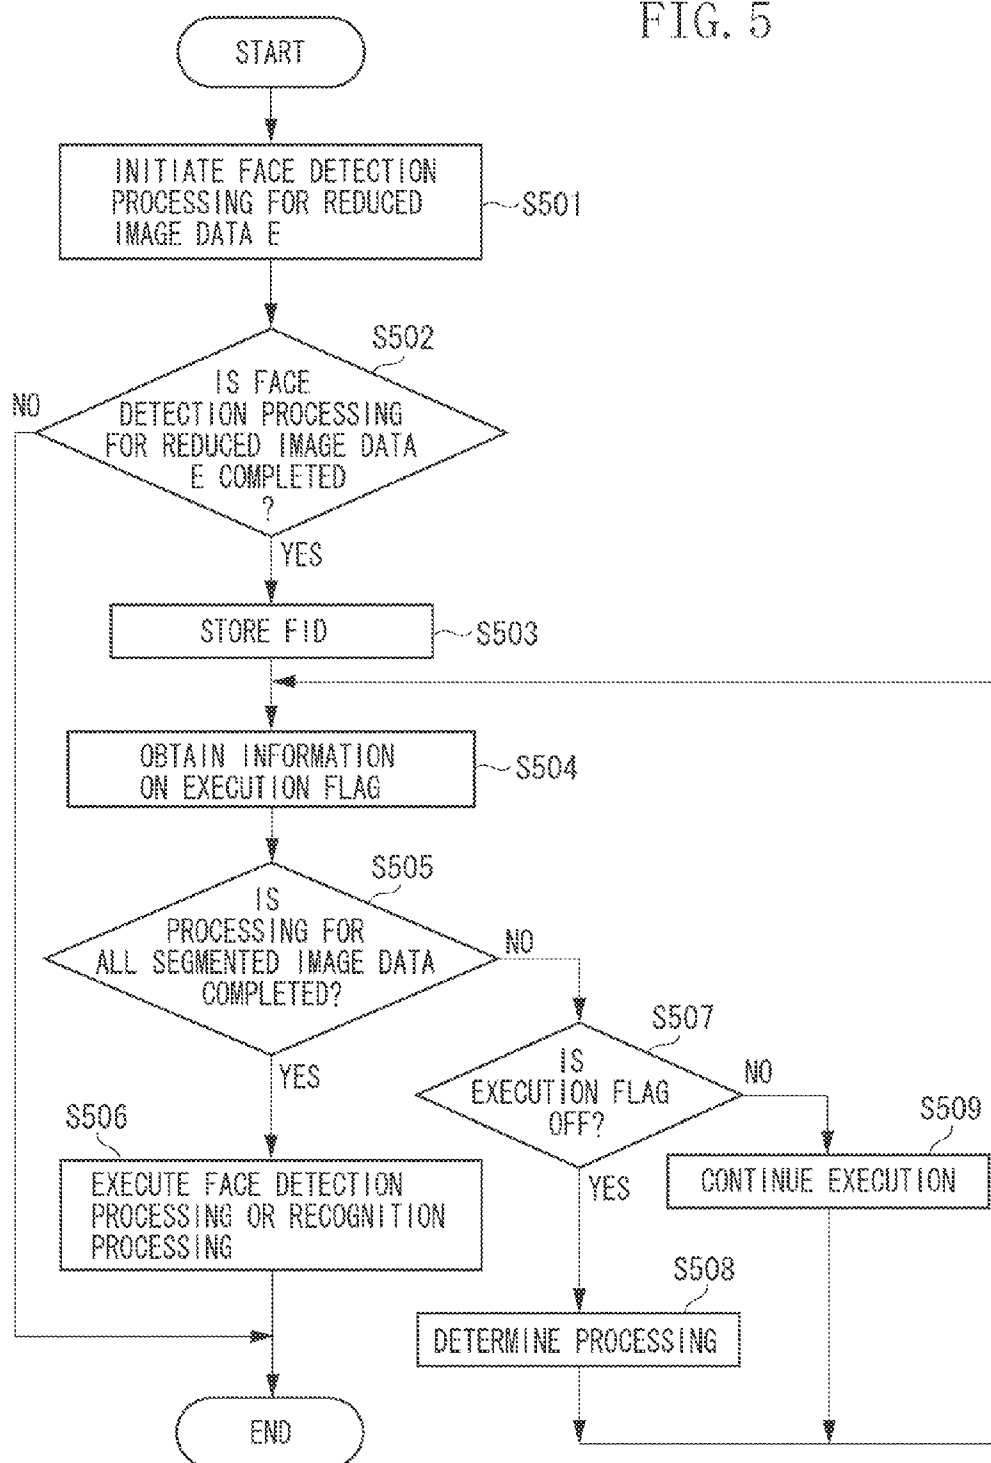 FIG. 5
START
INITIATE FACE DETECTION
PROCESSING FOR REDUCED
IMAGE DATA E
S501
S502
IS FACE
DETECTION PROCESSING
FOR REDUCED IMAGE DATA
E COMPLETED
?
NO
YES
STORE FID
S503
OBTAIN INFORMATION
ON EXECUTION FLAG
S504
S505
IS
PROCESSING FOR
ALL SEGMENTED IMAGE DATA
COMPLETED?
NO
YES
S507
IS
EXECUTION FLAG
OFF?
NO
YES
S509
CONTINUE EXECUTION
S506
EXECUTE FACE DETECTION
PROCESSING OR RECOGNITION
PROCESSING
S508
DETERMINE PROCESSING
END